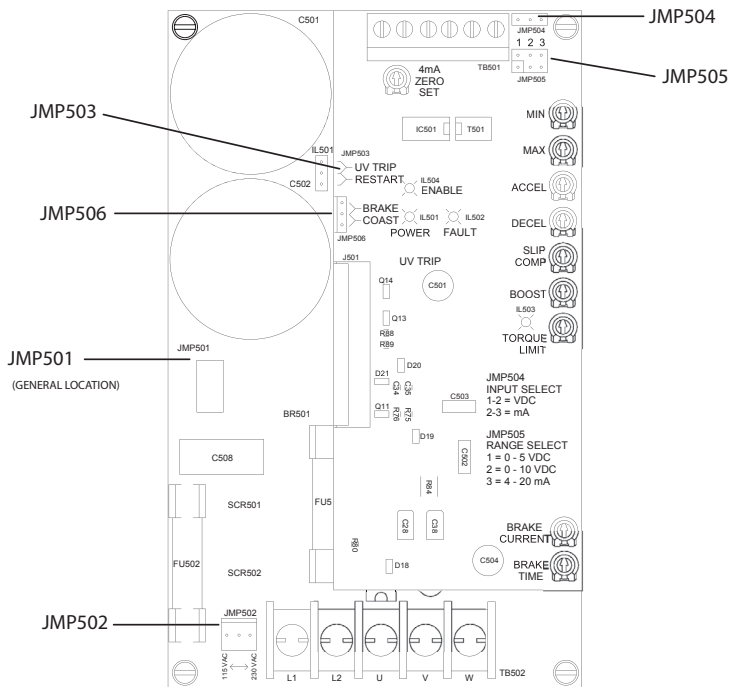 C501
JMP504
JMP504
1 2 3
TB501
JMP505
JMP505
4mA
ZERO
SET
JMP503
MIN
IC501
T501
MAX
IL501
JMP503
UV TRIP
RESTART
C502
IL504
ENABLE
ACCEL
JMP506
BRAKE
COAST
IL501
IL502
POWER
FAULT
DECEL
JMP506
J501
UV TRIP
SLIP
COMP
C501
Q14
BOOST
IL503
Q13
R88
R89
TORQUE
LIMIT
JMP501
JMP501
(GENERAL LOCATION)
D20
D21
C34
C35
JMP504
INPUT SELECT
1-2 = VDC
2-3 = mA
C503
BR501
Q11
R76
R75
D19
JMP505
RANGE SELECT
1 = 0 - 5 VDC
2 = 0 - 10 VDC
3 = 4 - 20 mA
C508
C502
R84
SCR501
FU5
C28
C38
BRAKE
CURRENT
R80
FU502
SCR502
D18
C504
BRAKE
TIME
JMP502
JMP502
115 VAC
230 VAC
L1
L2
U
V
W
TB502